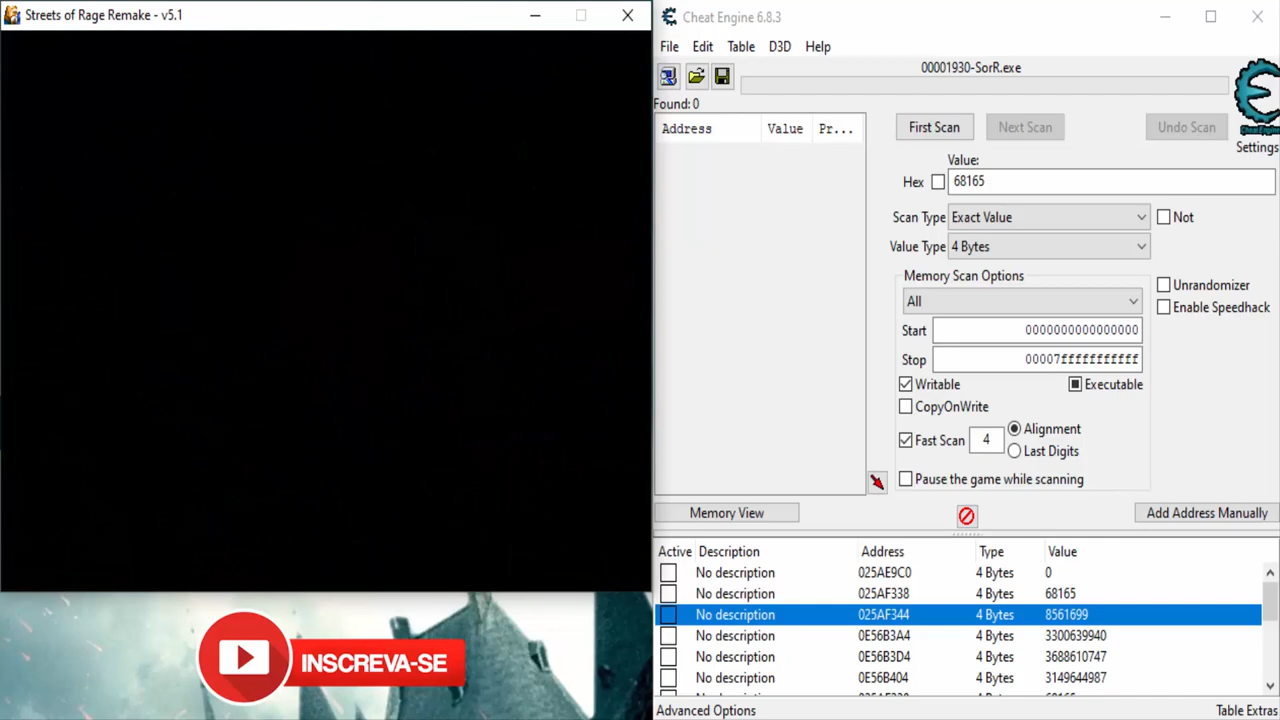 Streets of Rage Remake - v5.1
INSCREVA-SE
Cheat Engine 6.8.3
File Edit Table D3D Help
00001930-SorR.exe
Found: 0
Address Value Pr...
First Scan Next Scan Undo Scan
Cheat Engine
Settings
Value:
Hex 68165
Scan Type Exact Value Not
Value Type 4 Bytes
Memory Scan Options
All
Unrandomizer
Enable Speedhack
Start 0000000000000000
Stop 00007fffffffffff
Writable Executable
CopyOnWrite
Fast Scan 4 Alignment
Last Digits
Pause the game while scanning
Memory View Add Address Manually
Active Description Address Type Value
No description 025AE9C0 4 Bytes 0
No description 025AF338 4 Bytes 68165
No description 025AF344 4 Bytes 8561699
No description 0E56B3A4 4 Bytes 3300639940
No description 0E56B3D4 4 Bytes 3688610747
No description 0E56B404 4 Bytes 3149644987
Advanced Options Table Extras